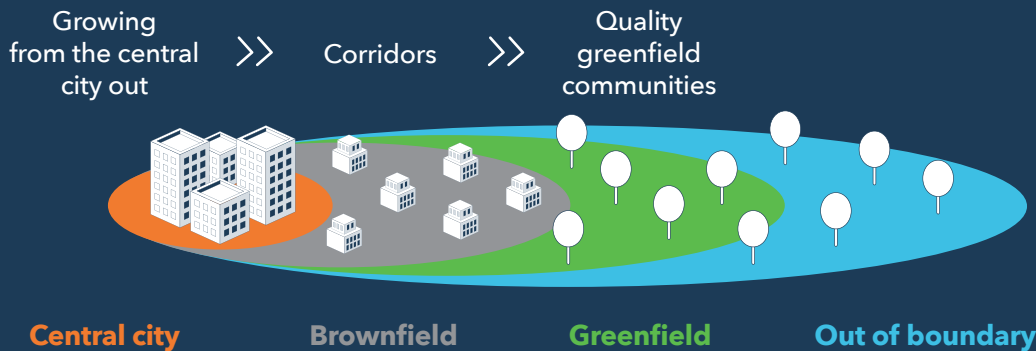 Growing
from the central
city out
Corridors
Quality
greenfield
communities
Central city
Brownfield
Greenfield
Out of boundary